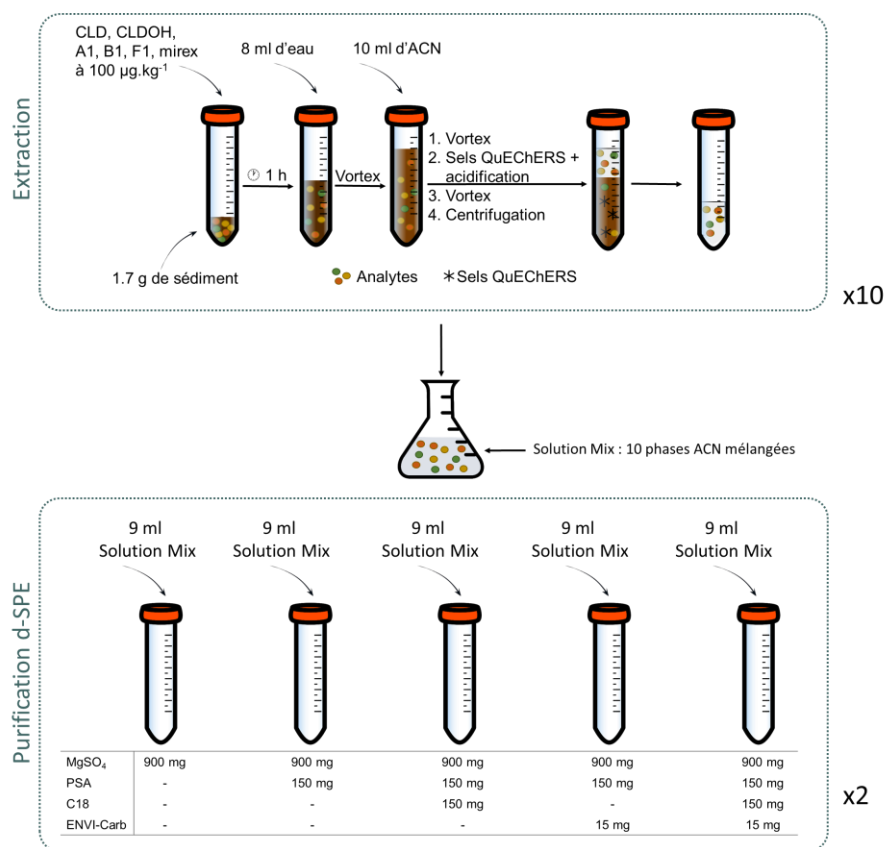 Extraction
CLD, CLDOH,
A1, B1, F1, mirex
à 100 µg.kg⁻¹
8 ml d'eau
10 ml d'ACN
1 h
Vortex
1. Vortex
2. Sels QuEChERS +
acidification
3. Vortex
4. Centrifugation
1.7 g de sédiment
Analytes
Sels QuEChERS
x10
Solution Mix : 10 phases ACN mélangées
Purification d-SPE
9 ml
Solution Mix
9 ml
Solution Mix
9 ml
Solution Mix
9 ml
Solution Mix
9 ml
Solution Mix
MgSO₄ 900 mg 900 mg 900 mg 900 mg 900 mg
PSA - 150 mg 150 mg 150 mg 150 mg
C18 - - 150 mg - 150 mg
ENVI-Carb - - - 15 mg 15 mg
x2